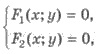 F₁(x; y) = 0,
F₂(x; y) = 0,